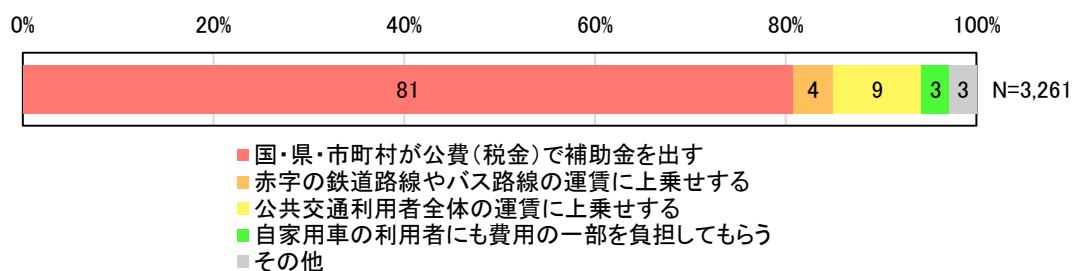 0% 20% 40% 60% 80% 100%
81 4 9 3 3 N=3,261
国・県・市町村が公費(税金)で補助金を出す
赤字の鉄道路線やバス路線の運賃に上乗せする
公共交通利用者全体の運賃に上乗せする
自家用車の利用者にも費用の一部を負担してもらう
その他